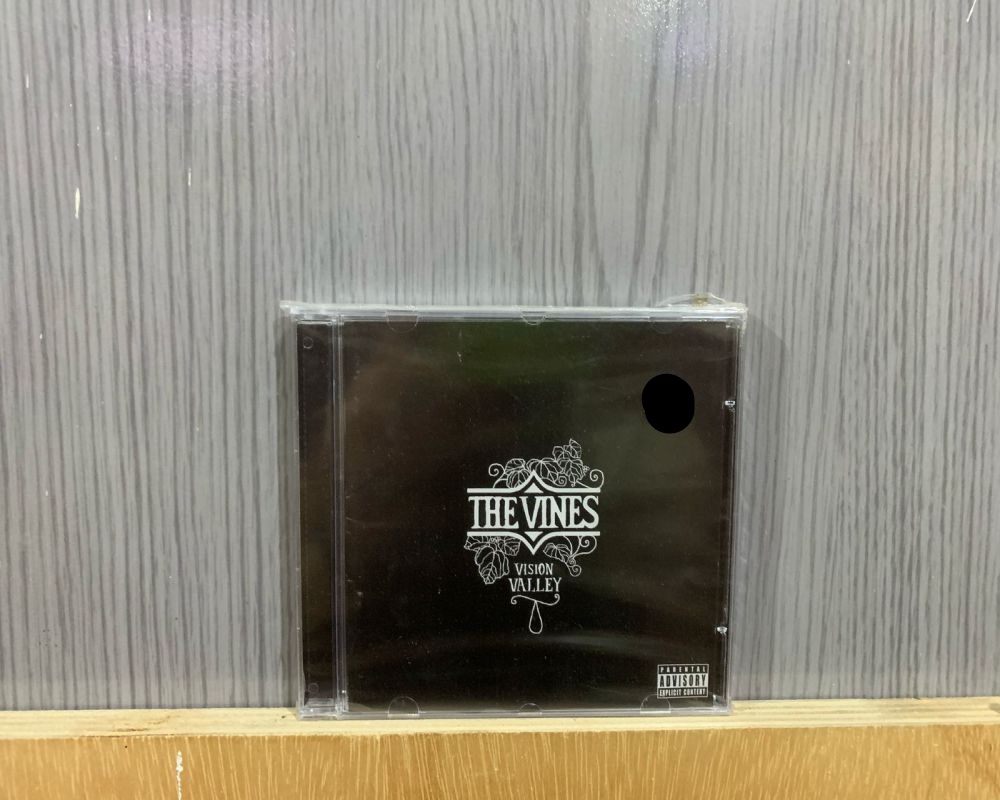 THE VINES
VISION
VALLEY
PARENTAL
ADVISORY
EXPLICIT CONTENT